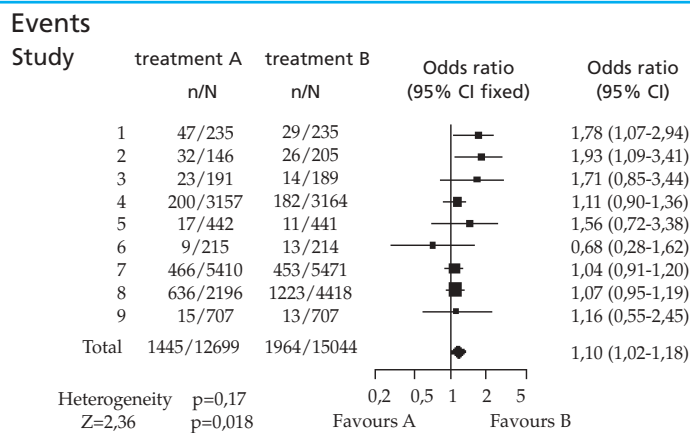 Events
Study treatment A treatment B Odds ratio Odds ratio
n/N n/N (95% CI fixed) (95% CI)
1 47/235 29/235 1,78 (1,07-2,94)
2 32/146 26/205 1,93 (1,09-3,41)
3 23/191 14/189 1,71 (0,85-3,44)
4 200/3157 182/3164 1,11 (0,90-1,36)
5 17/442 11/441 1,56 (0,72-3,38)
6 9/215 13/214 0,68 (0,28-1,62)
7 466/5410 453/5471 1,04 (0,91-1,20)
8 636/2196 1223/4418 1,07 (0,95-1,19)
9 15/707 13/707 1,16 (0,55-2,45)
Total 1445/12699 1964/15044 1,10 (1,02-1,18)
0,2 0,5 1 2 5
Heterogeneity p=0,17
Z=2,36 p=0,018 Favours A Favours B